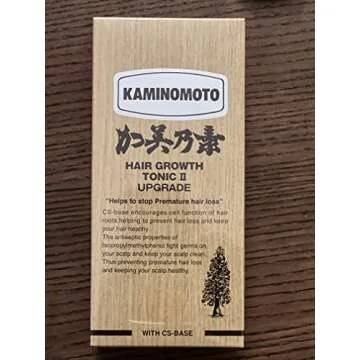 KAMINOMOTO
加美乃素
HAIR GROWTH
TONIC II
UPGRADE
"Helps to stop Premature hair loss"
CS-base encourages cell function of hair
roots helping to prevent hair loss and keep
your hair healthy.
The antiseptic properties of
Isopropylmethylphenol fight germs on
your scalp and keep your scalp clean.
Thus preventing premature hair loss
and keeping your scalp healthy.
WITH CS-BASE